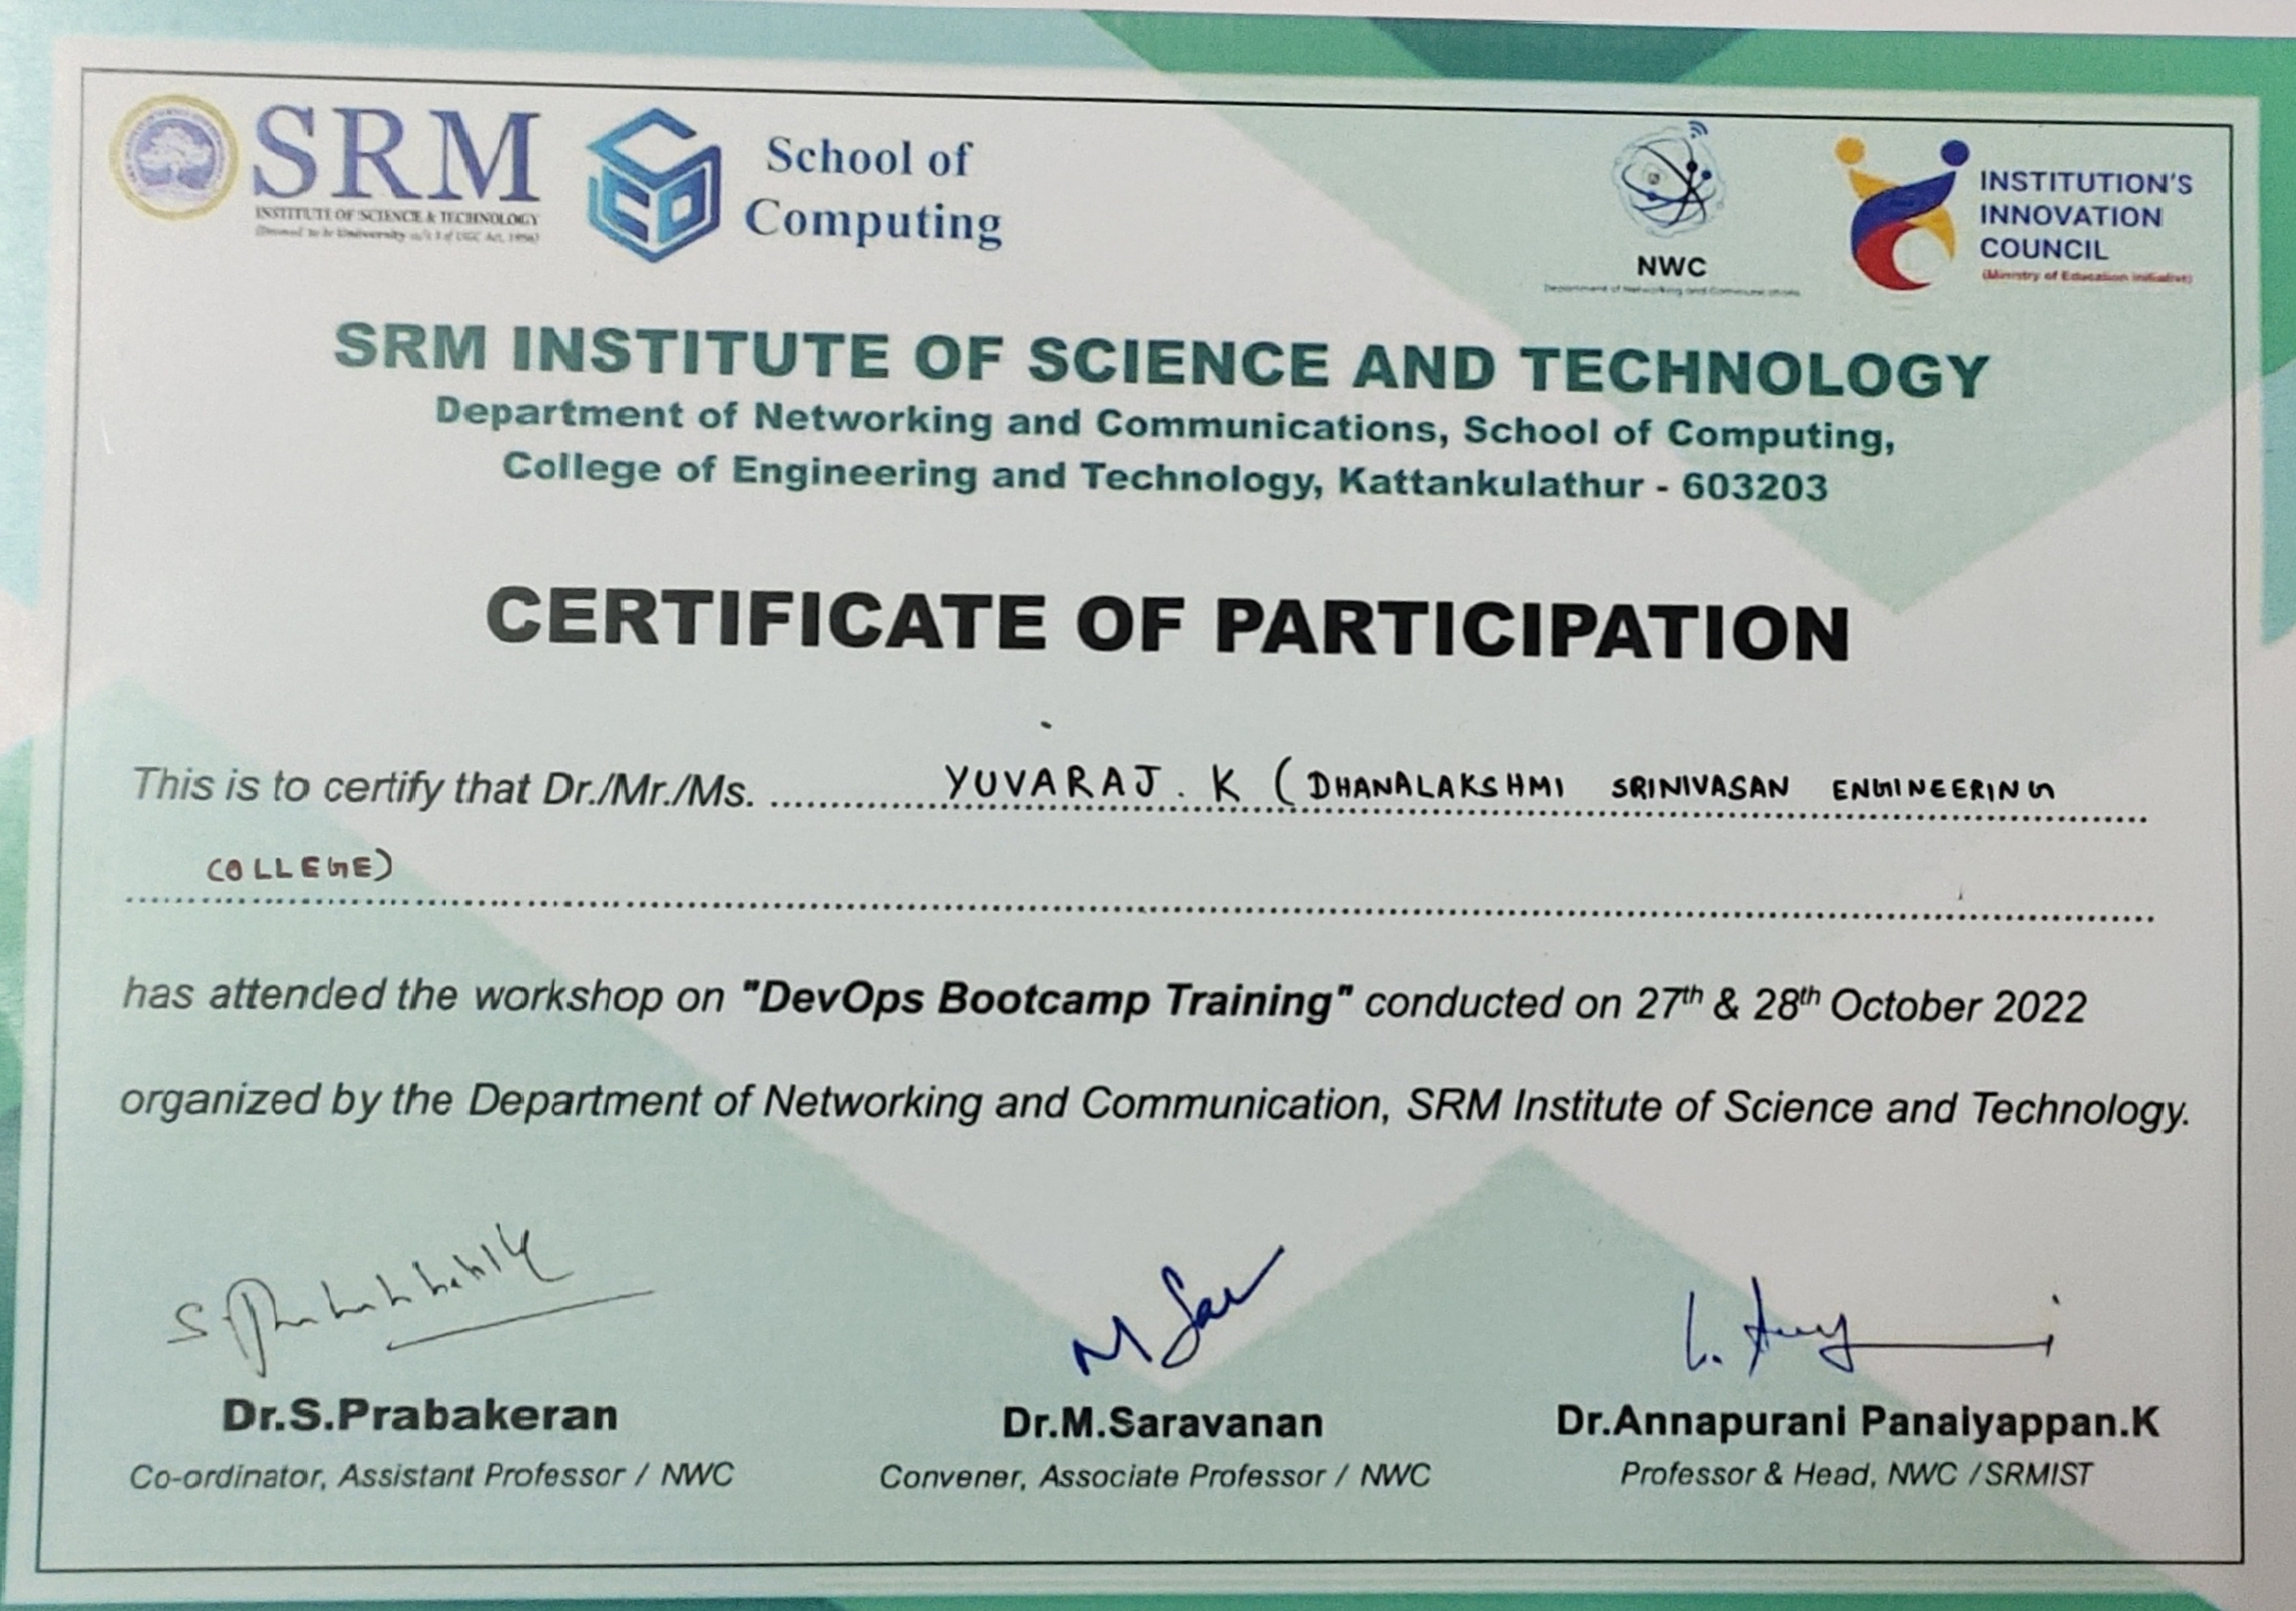 SRM
INSTITUTE OF SCIENCE & TECHNOLOGY
(Deemed to be University u/s 3 of UGC Act, 1956)
School of
Computing
NWC
Department of Networking and Communications
INSTITUTION'S
INNOVATION
COUNCIL
(Ministry of Education Initiative)
SRM INSTITUTE OF SCIENCE AND TECHNOLOGY
Department of Networking and Communications, School of Computing,
College of Engineering and Technology, Kattankulathur - 603203
CERTIFICATE OF PARTICIPATION
This is to certify that Dr./Mr./Ms. YUVARAJ. K (DHANALAKSHMI SRINIVASAN ENGINEERING
COLLEGE)
has attended the workshop on "DevOps Bootcamp Training" conducted on 27th & 28th October 2022
organized by the Department of Networking and Communication, SRM Institute of Science and Technology.
Dr.S.Prabakeran
Co-ordinator, Assistant Professor / NWC
Dr.M.Saravanan
Convener, Associate Professor / NWC
Dr.Annapurani Panaiyappan.K
Professor & Head, NWC / SRMIST